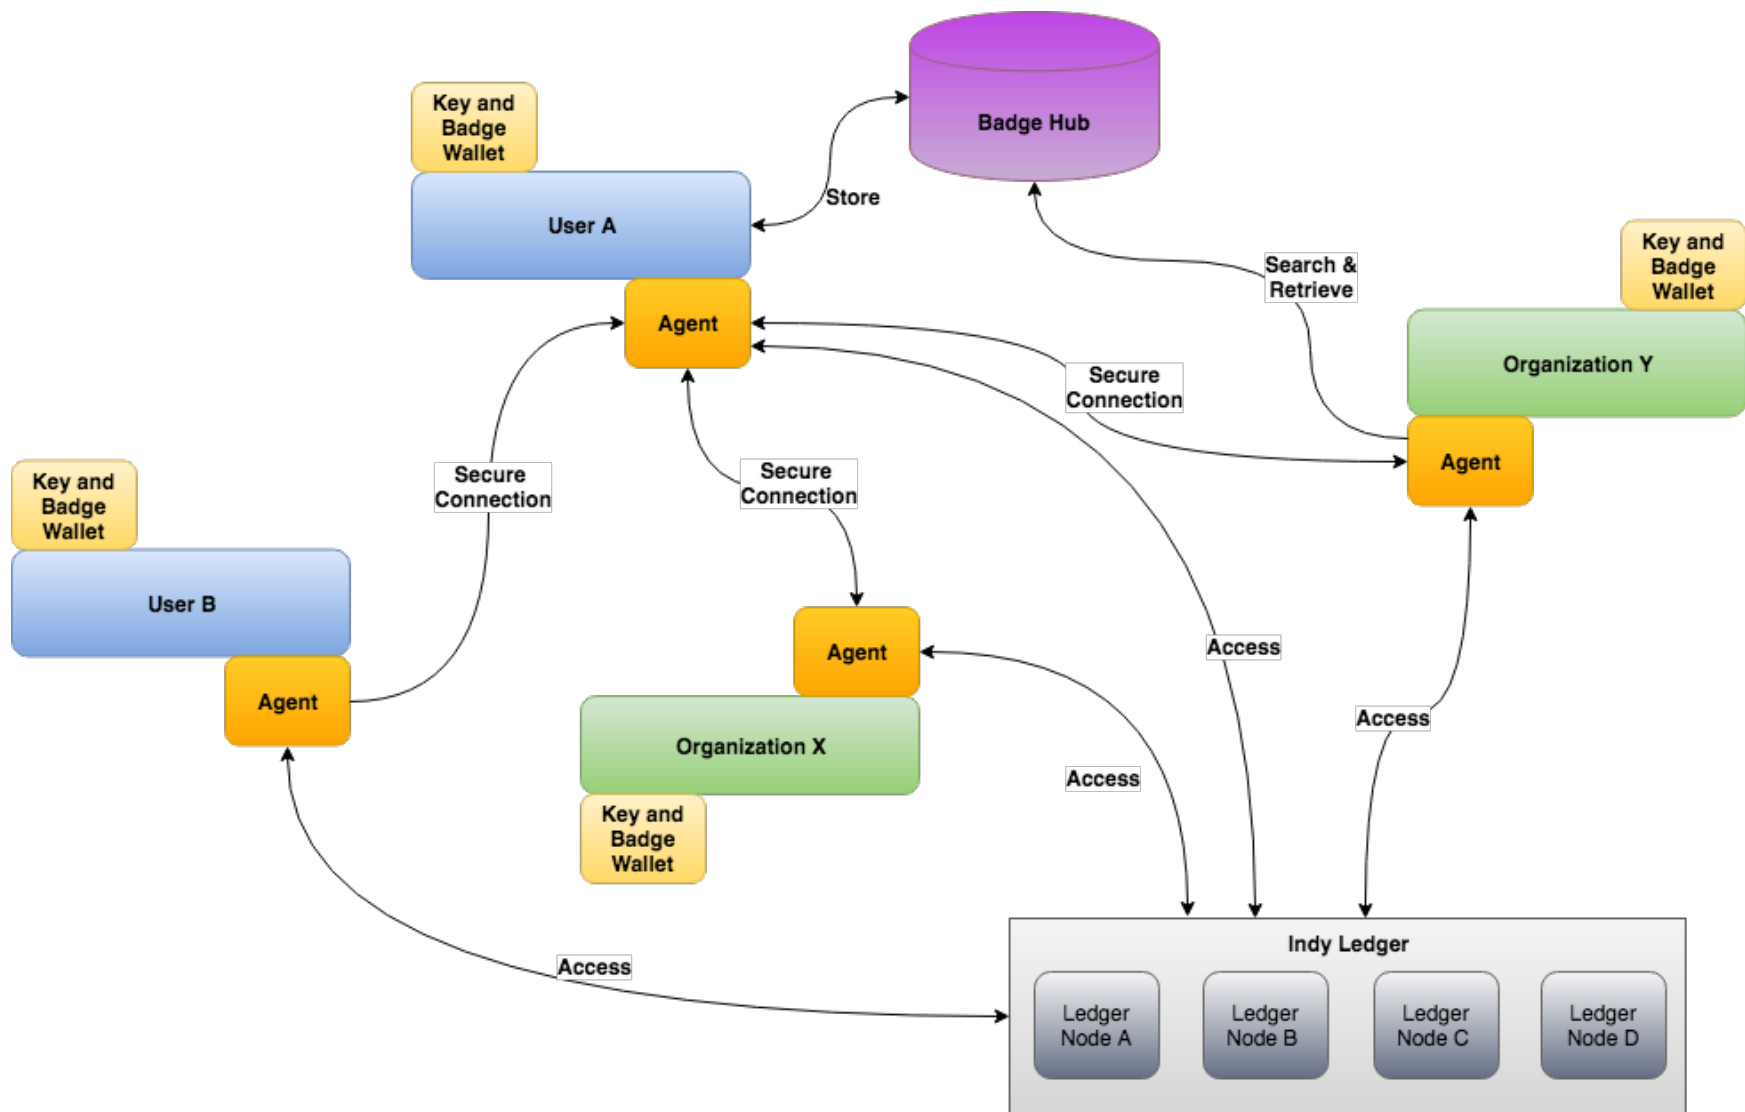 Key and
Badge
Wallet
Badge Hub
Store
User A
Key and
Badge
Wallet
Search &
Retrieve
Agent
Organization Y
Secure
Connection
Agent
Key and
Badge
Wallet
Secure
Connection
Secure
Connection
User B
Agent
Access
Agent
Access
Organization X
Access
Key and
Badge
Wallet
Access
Indy Ledger
Ledger
Node A
Ledger
Node B
Ledger
Node C
Ledger
Node D